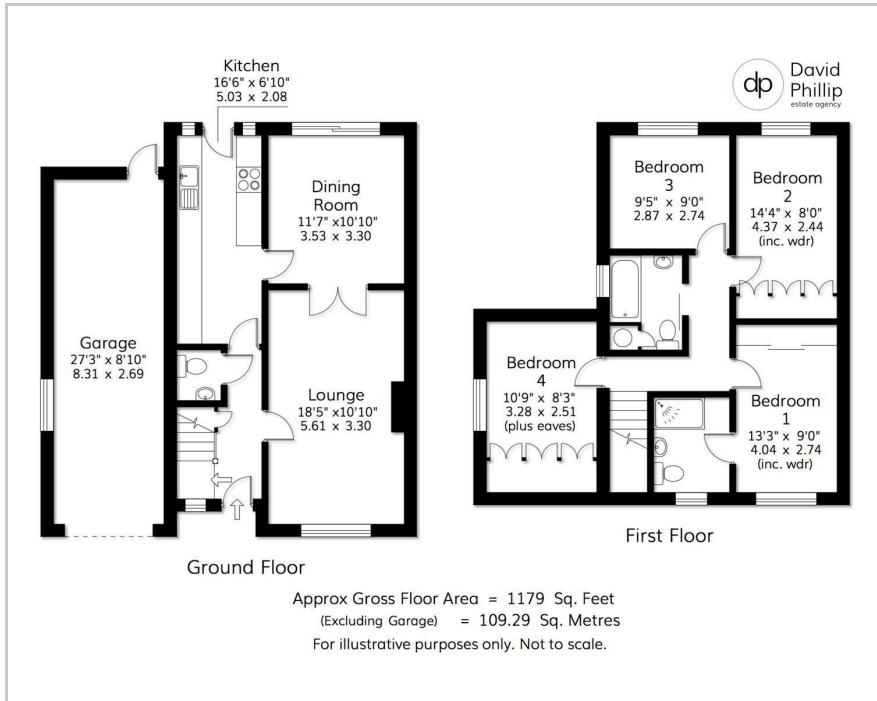 Kitchen
16'6" x 6'10"
5.03 x 2.08
dp
David
Phillip
estate agency
Dining
Room
11'7" x10'10"
3.53 x 3.30
Garage
27'3" x 8'10"
8.31 x 2.69
Lounge
18'5" x10'10"
5.61 x 3.30
Ground Floor
Bedroom
3
9'5" x 9'0"
2.87 x 2.74
Bedroom
2
14'4" x 8'0"
4.37 x 2.44
(inc. wdr)
Bedroom
4
10'9" x 8'3"
3.28 x 2.51
(plus eaves)
Bedroom
1
13'3" x 9'0"
4.04 x 2.74
(inc. wdr)
First Floor
Approx Gross Floor Area = 1179 Sq. Feet
(Excluding Garage) = 109.29 Sq. Metres
For illustrative purposes only. Not to scale.